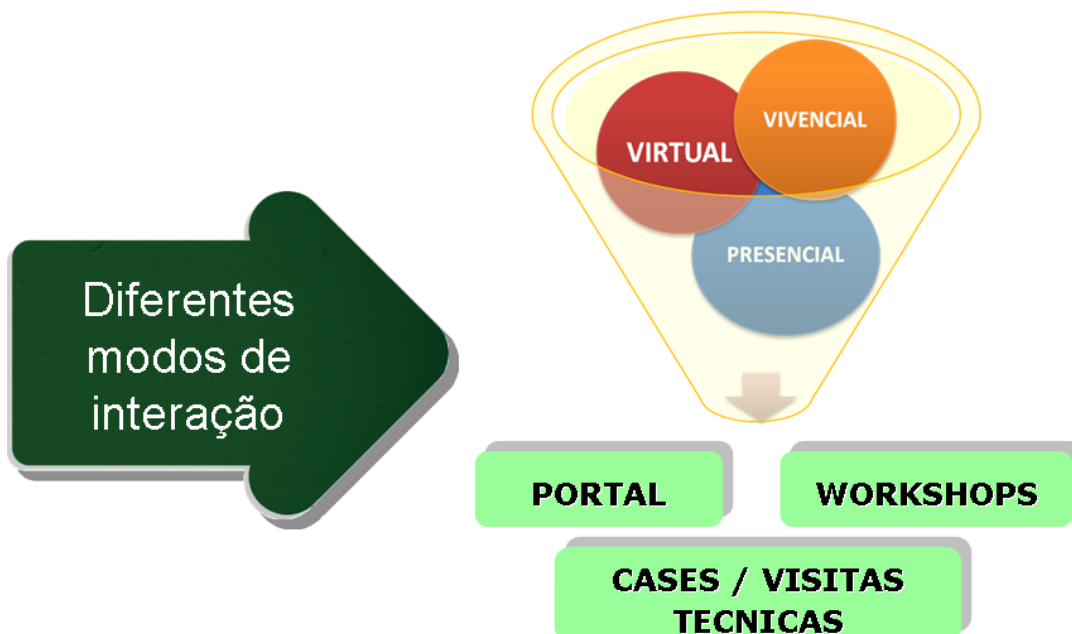 VIVENCIAL
VIRTUAL
PRESENCIAL
Diferentes
modos de
interação
PORTAL
WORKSHOPS
CASES / VISITAS
TECNICAS